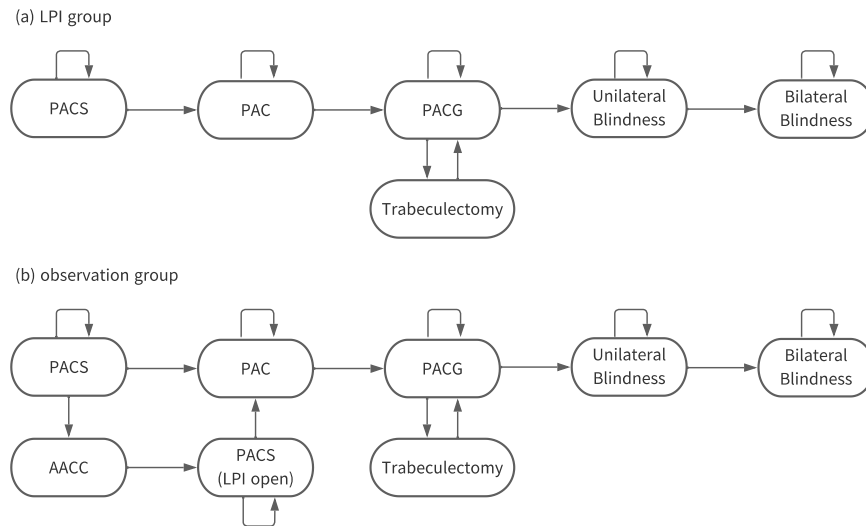 (a) LPI group
PACS
PAC
PACG
Unilateral
Blindness
Bilateral
Blindness
Trabeculectomy
(b) observation group
PACS
PAC
PACG
Unilateral
Blindness
Bilateral
Blindness
AACC
PACS
(LPI open)
Trabeculectomy